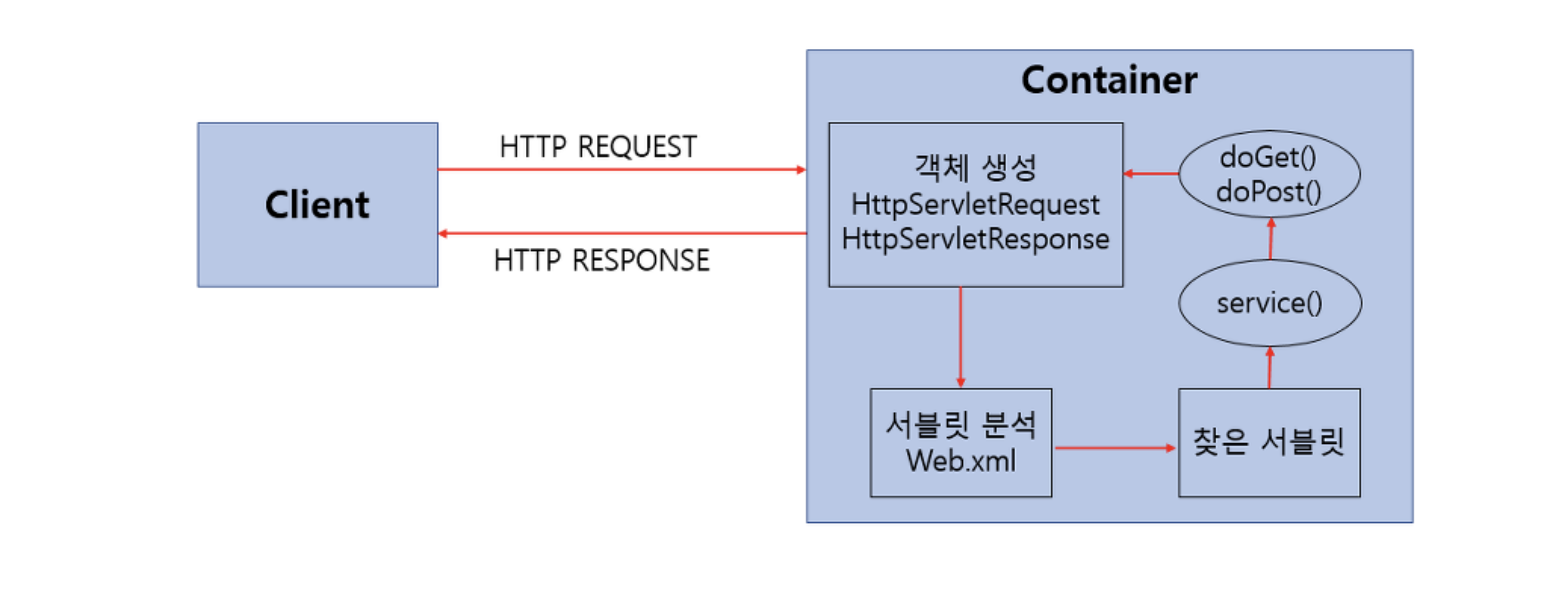 Container
HTTP REQUEST
Client
HTTP RESPONSE
객체 생성
HttpServletRequest
HttpServletResponse
doGet()
doPost()
service()
서블릿 분석
Web.xml
찾은 서블릿